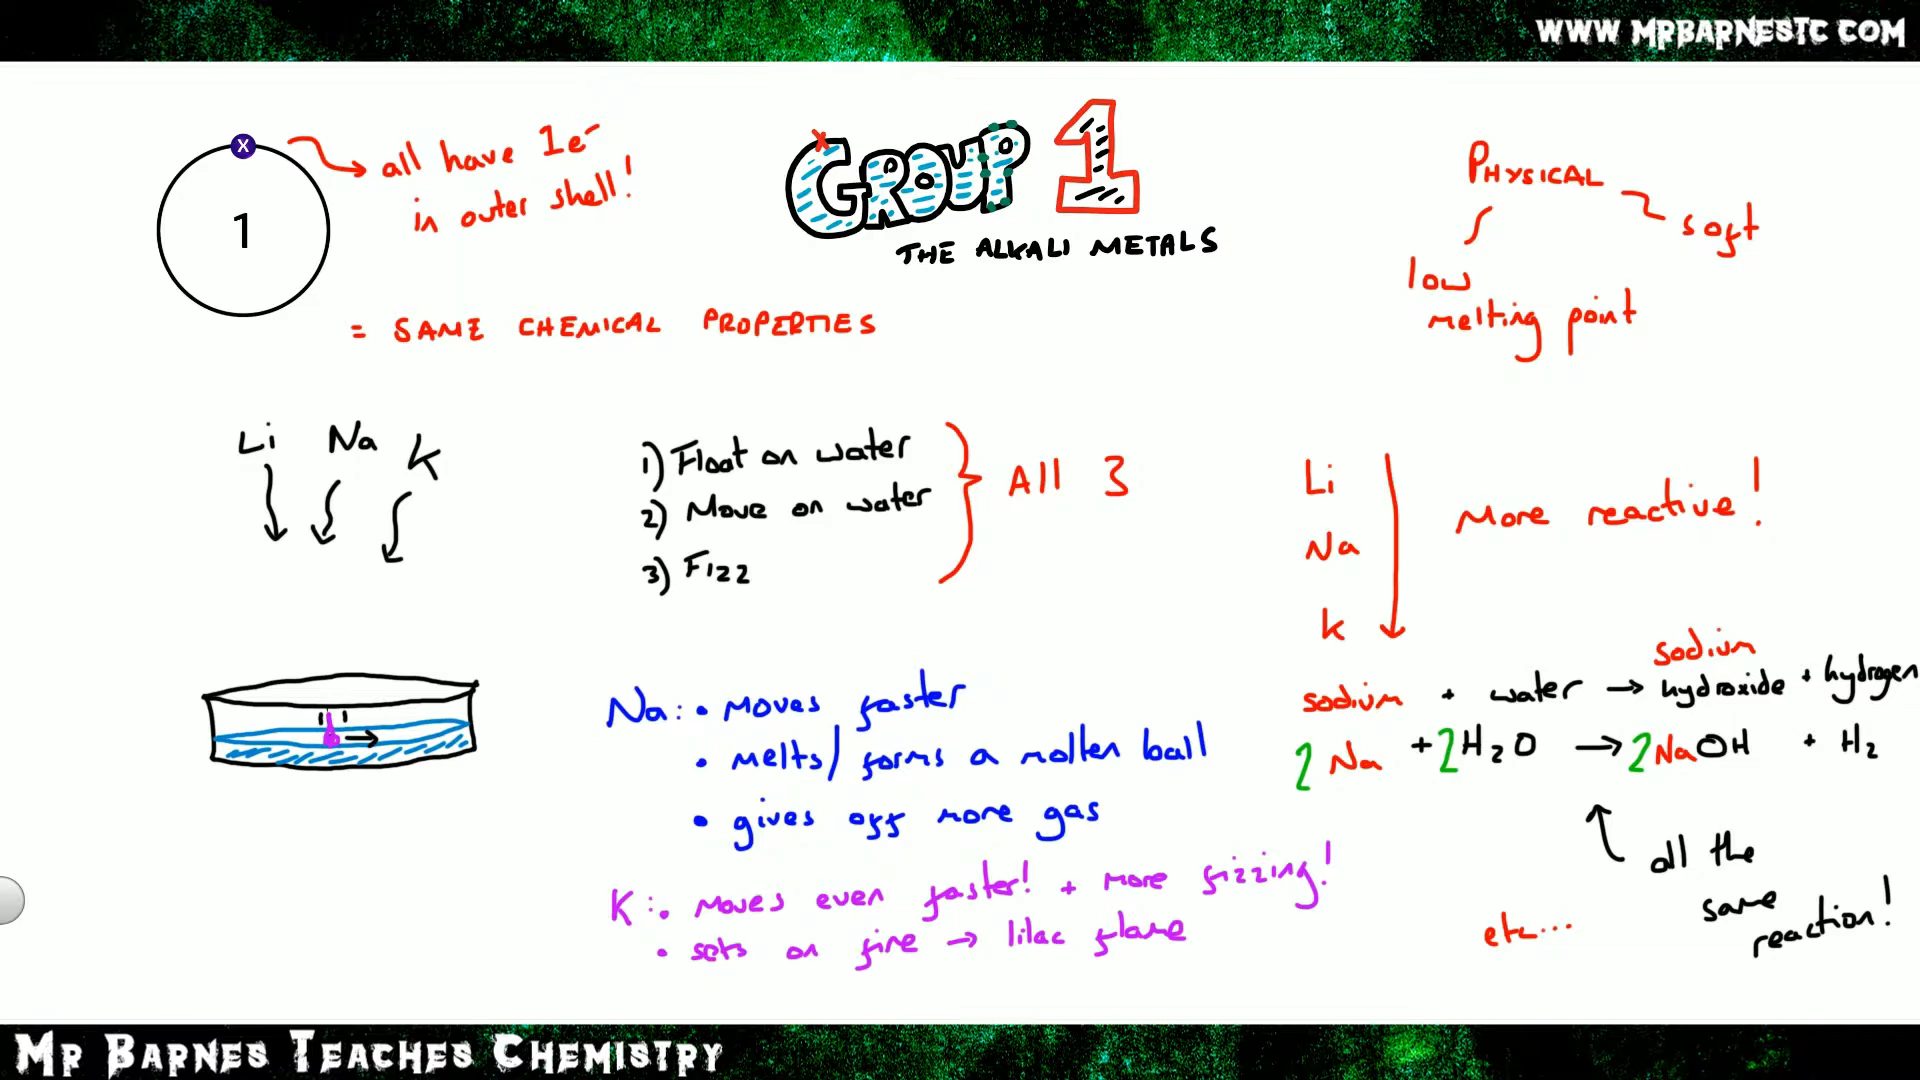 WWW MRBARNESTC COM
x
1
all have 1e-
in outer shell!
= SAME CHEMICAL PROPERTIES
GROUP 1
THE ALKALI METALS
PHYSICAL
soft
low
melting point
Li Na K
1) Float on water
2) Move on water
3) Fizz
All 3
Li
Na
K
More reactive!
Na: • moves faster
• melts/forms a molten ball
• gives off more gas
K: • moves even faster! + more fizzing!
• sets on fire → lilac flame
sodium + water → sodium hydroxide + hydrogen
2Na + 2H₂O → 2NaOH + H₂
all the
same
reaction!
etc...
MR BARNES TEACHES CHEMISTRY